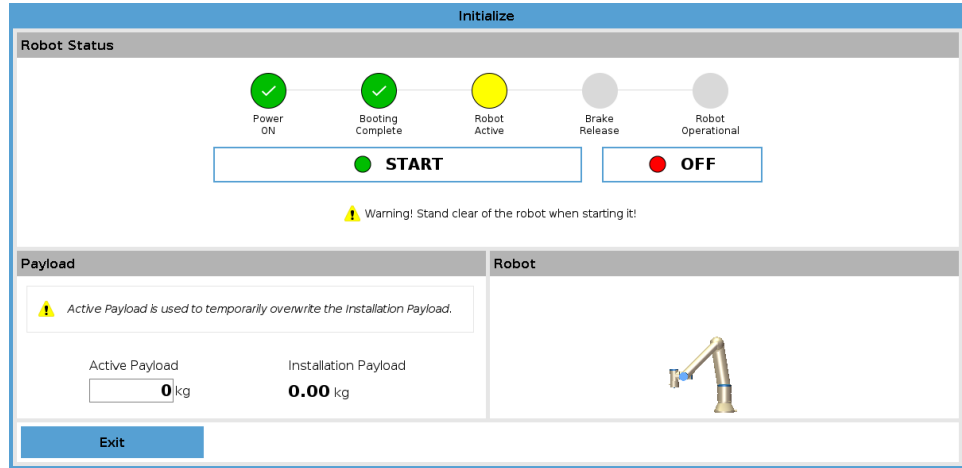 Initialize
Robot Status
Power
ON
Booting
Complete
Robot
Active
Brake
Release
Robot
Operational
START
OFF
Warning! Stand clear of the robot when starting it!
Payload
Robot
Active Payload is used to temporarily overwrite the Installation Payload.
Active Payload
Installation Payload
0 kg
0.00 kg
Exit